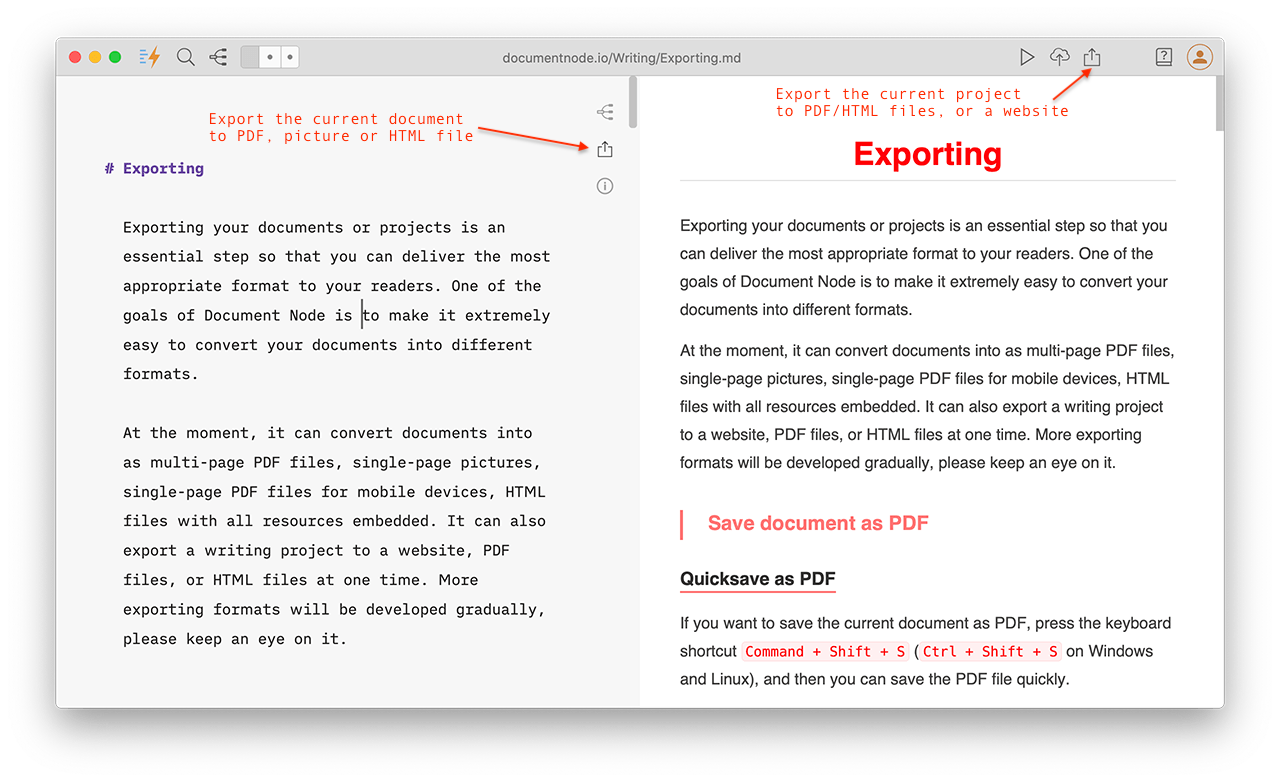 documentnode.io/Writing/Exporting.md
Export the current document
to PDF, picture or HTML file
# Exporting
Exporting your documents or projects is an
essential step so that you can deliver the most
appropriate format to your readers. One of the
goals of Document Node is to make it extremely
easy to convert your documents into different
formats.
At the moment, it can convert documents into
as multi-page PDF files, single-page pictures,
single-page PDF files for mobile devices, HTML
files with all resources embedded. It can also
export a writing project to a website, PDF
files, or HTML files at one time. More
exporting formats will be developed gradually,
please keep an eye on it.
Export the current project
to PDF/HTML files, or a website
Exporting
Exporting your documents or projects is an essential step so that you
can deliver the most appropriate format to your readers. One of the
goals of Document Node is to make it extremely easy to convert your
documents into different formats.
At the moment, it can convert documents into as multi-page PDF files,
single-page pictures, single-page PDF files for mobile devices, HTML
files with all resources embedded. It can also export a writing project
to a website, PDF files, or HTML files at one time. More exporting
formats will be developed gradually, please keep an eye on it.
Save document as PDF
Quicksave as PDF
If you want to save the current document as PDF, press the keyboard
shortcut Command + Shift + S (Ctrl + Shift + S on Windows
and Linux), and then you can save the PDF file quickly.